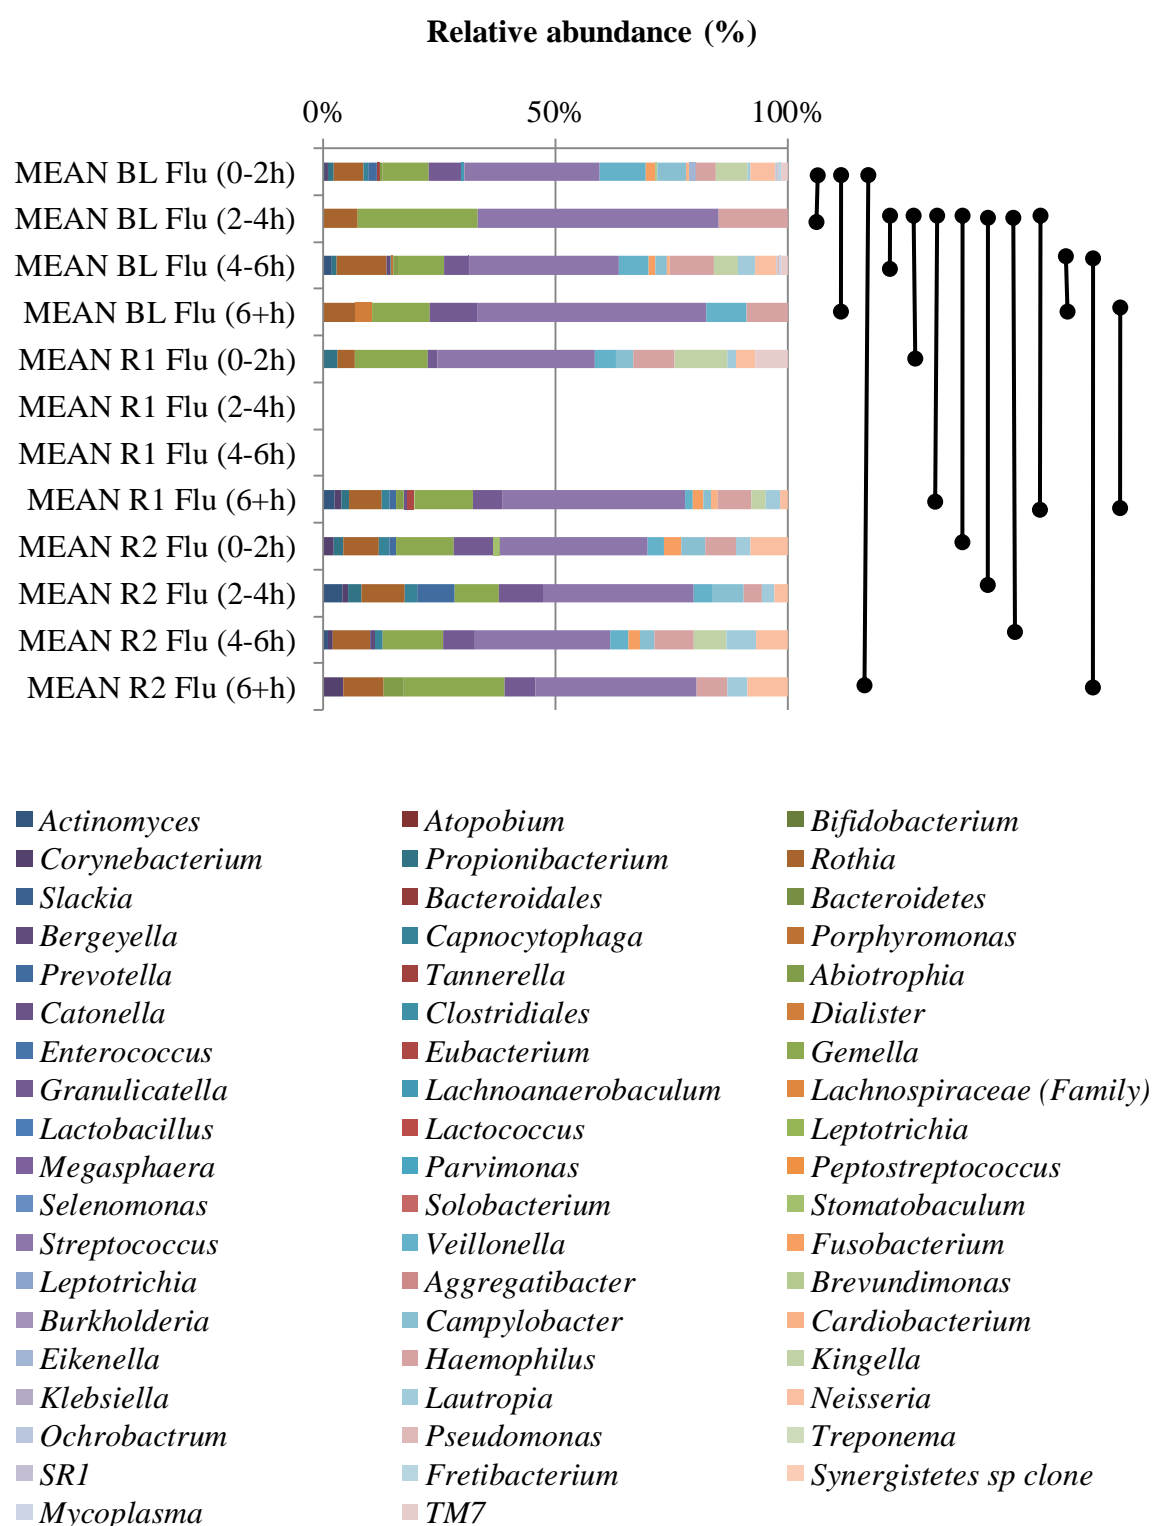 Relative abundance (%)
0% 50% 100%
MEAN BL Flu (0-2h)
MEAN BL Flu (2-4h)
MEAN BL Flu (4-6h)
MEAN BL Flu (6+h)
MEAN R1 Flu (0-2h)
MEAN R1 Flu (2-4h)
MEAN R1 Flu (4-6h)
MEAN R1 Flu (6+h)
MEAN R2 Flu (0-2h)
MEAN R2 Flu (2-4h)
MEAN R2 Flu (4-6h)
MEAN R2 Flu (6+h)
Actinomyces Atopobium Bifidobacterium
Corynebacterium Propionibacterium Rothia
Slackia Bacteroidales Bacteroidetes
Bergeyella Capnocytophaga Porphyromonas
Prevotella Tannerella Abiotrophia
Catonella Clostridiales Dialister
Enterococcus Eubacterium Gemella
Granulicatella Lachnoanaerobaculum Lachnospiraceae (Family)
Lactobacillus Lactococcus Leptotrichia
Megasphaera Parvimonas Peptostreptococcus
Selenomonas Solobacterium Stomatobaculum
Streptococcus Veillonella Fusobacterium
Leptotrichia Aggregatibacter Brevundimonas
Burkholderia Campylobacter Cardiobacterium
Eikenella Haemophilus Kingella
Klebsiella Lautropia Neisseria
Ochrobactrum Pseudomonas Treponema
SR1 Fretibacterium Synergistetes sp clone
Mycoplasma TM7